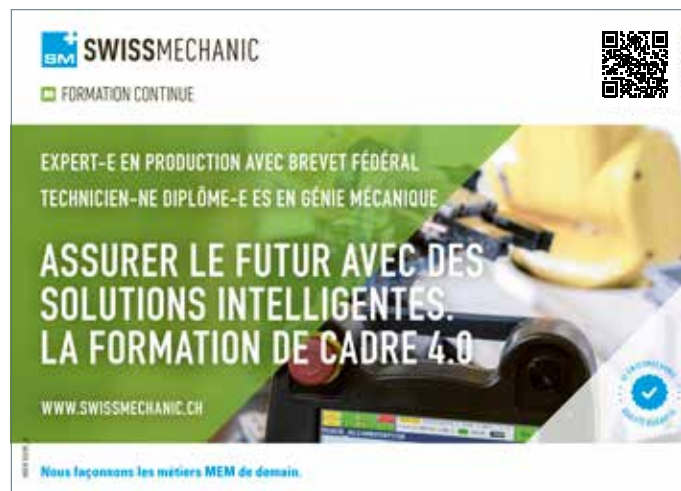 SM SWISSMECHANIC
FORMATION CONTINUE
EXPERT-E EN PRODUCTION AVEC BREVET FÉDÉRAL
TECHNICIEN-NE DIPLÔME-E ES EN GÉNIE MÉCANIQUE
ASSURER LE FUTUR AVEC DES
SOLUTIONS INTELLIGENTES.
LA FORMATION DE CADRE 4.0
WWW.SWISSMECHANIC.CH
Nous façonnons les métiers MEM de demain.